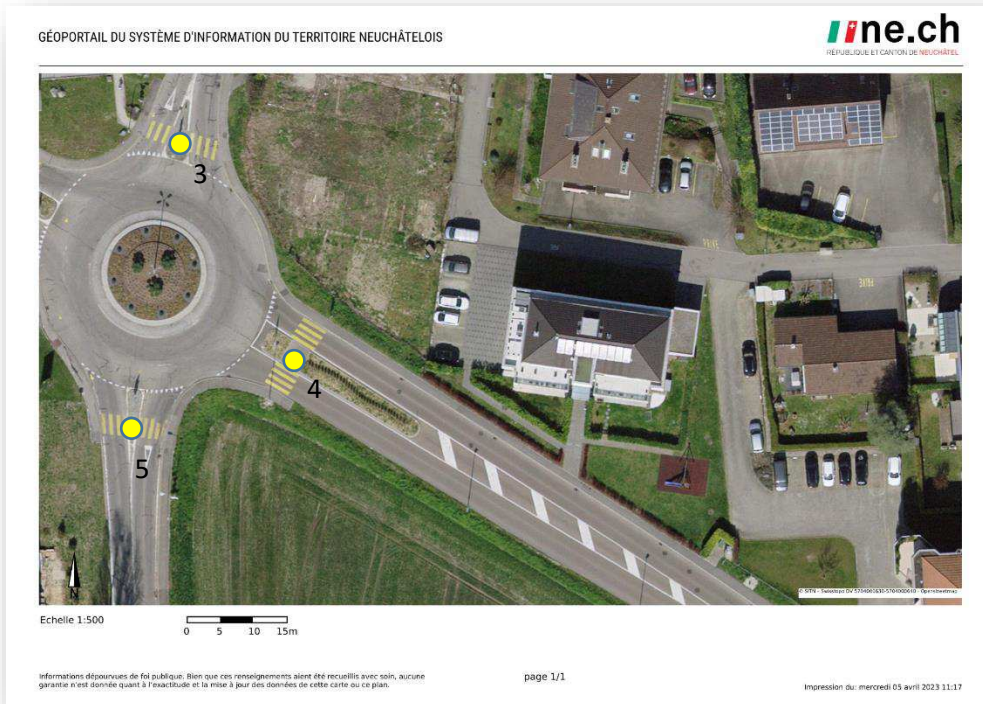 GÉOPORTAIL DU SYSTÈME D'INFORMATION DU TERRITOIRE NEUCHÂTELOIS
ne.ch
RÉPUBLIQUE ET CANTON DE NEUCHÂTEL
3
4
5
PRIVE
PRIVE
N
Echelle 1:500
0 5 10 15m
Informations dépourvues de foi publique. Bien que ces renseignements aient été recueillis avec soin, aucune
garantie n'est donnée quant à l'exactitude et la mise à jour des données de cette carte ou ce plan.
page 1/1
Impression du: mercredi 05 avril 2023 11:17